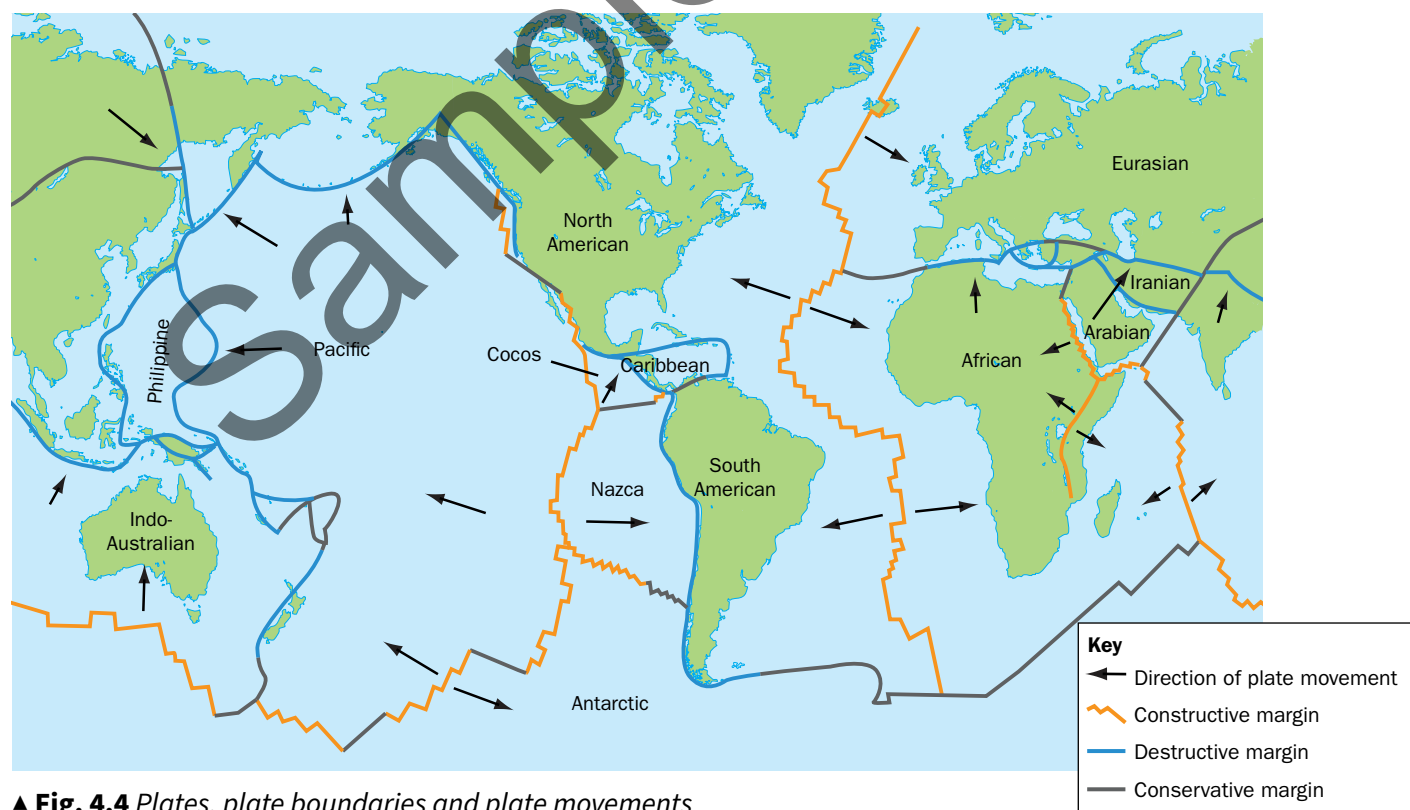 Sample
Eurasian
North
American
Iranian
Arabian
Philippine
Pacific
Cocos
Caribbean
African
South
American
Nazca
Indo-
Australian
Antarctic
Key
Direction of plate movement
Constructive margin
Destructive margin
Conservative margin
▲ Fig. 4.4 Plates, plate boundaries and plate movements